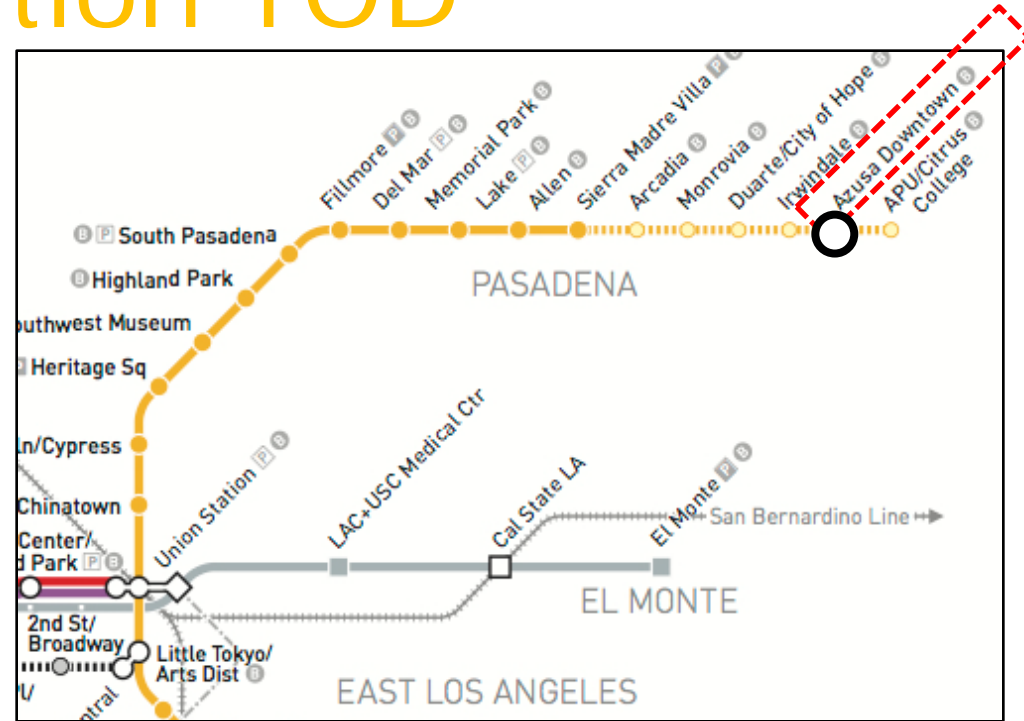 TOD
Fillmore P B
Del Mar P B
Memorial Park B
Lake P B
Allen B
Sierra Madre Villa P B
Arcadia B
Monrovia B
Duarte/City of Hope B
Irwindale B
Azusa Downtown B
APU/Citrus B
College
B P South Pasadena
B Highland Park
PASADENA
Museum
Heritage Sq
/Cypress
Chinatown
Center/
Park P B
Union Station P B
LAC+USC Medical Ctr
Cal State LA
El Monte P B
San Bernardino Line
EL MONTE
2nd St/
Broadway
Little Tokyo/
Arts Dist B
EAST LOS ANGELES